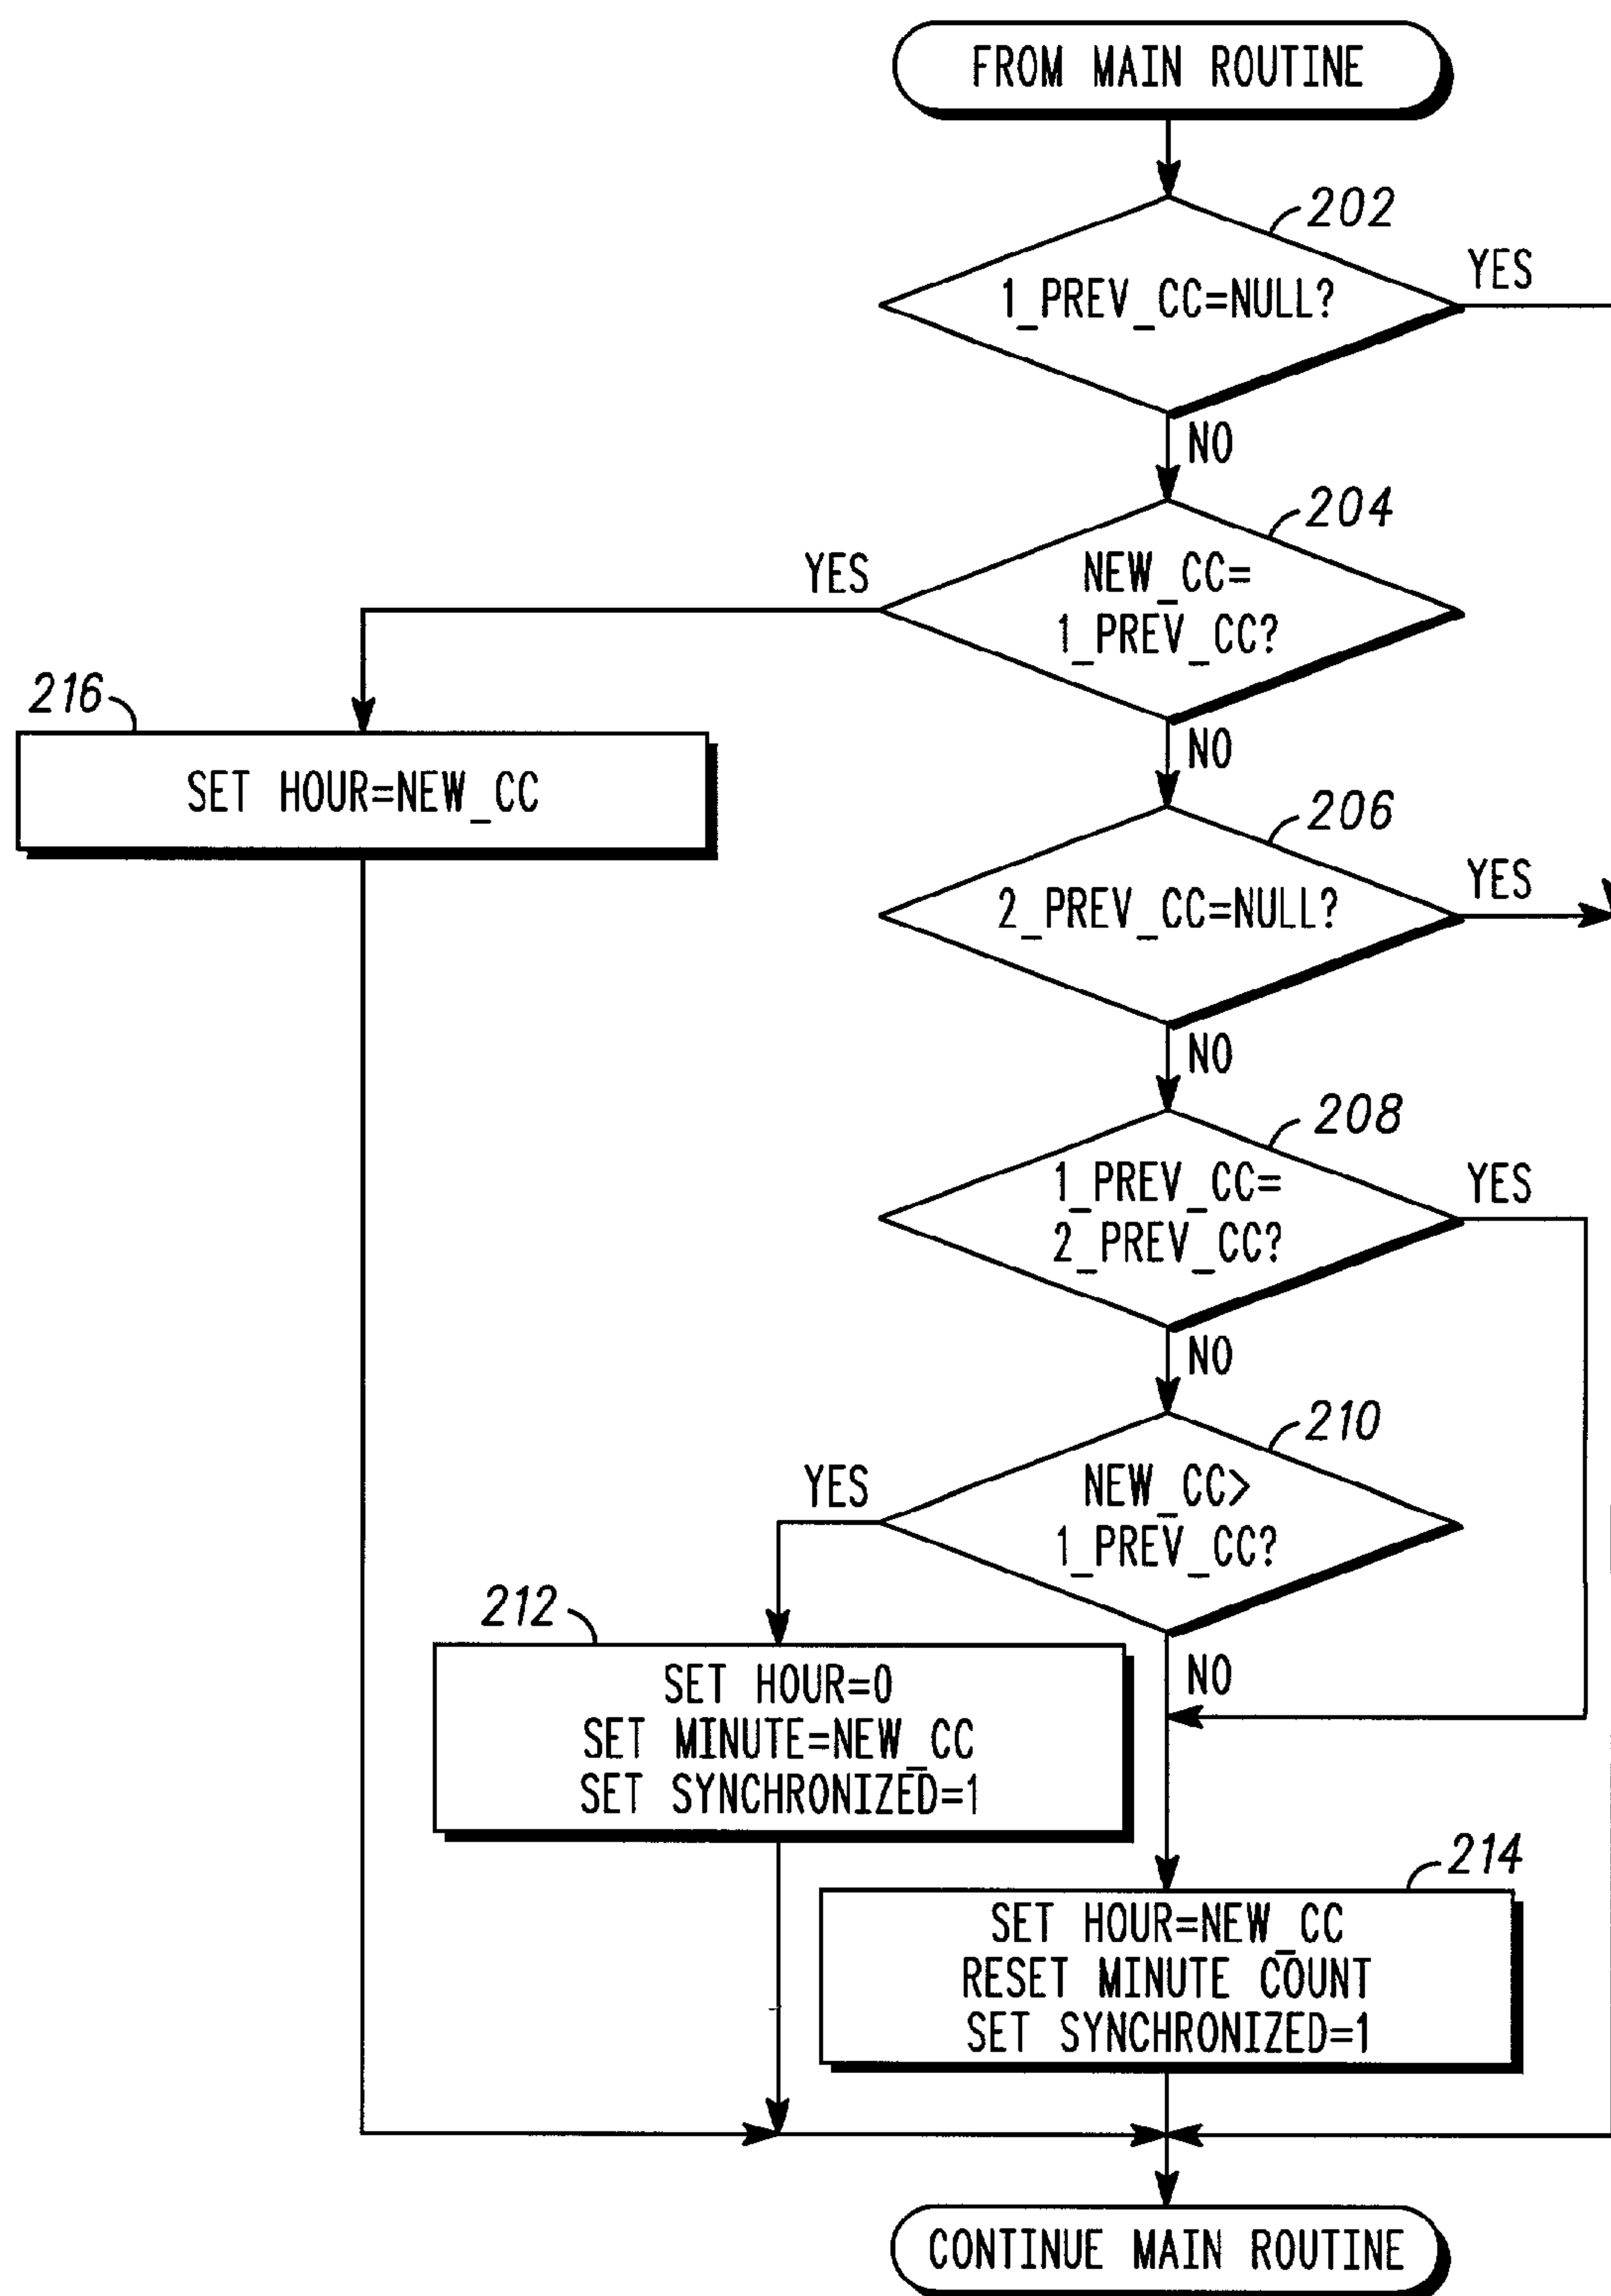 FROM MAIN ROUTINE
202
1_PREV_CC=NULL?
YES
NO
204
YES
NEW_CC=
1_PREV_CC?
216
NO
SET HOUR=NEW_CC
206
2_PREV_CC=NULL?
YES
NO
208
1_PREV_CC=
2_PREV_CC?
YES
NO
210
YES
NEW_CC>
1_PREV_CC?
212
NO
SET HOUR=0
SET MINUTE=NEW_CC
SET SYNCHRONIZED=1
214
SET HOUR=NEW_CC
RESET MINUTE COUNT
SET SYNCHRONIZED=1
CONTINUE MAIN ROUTINE